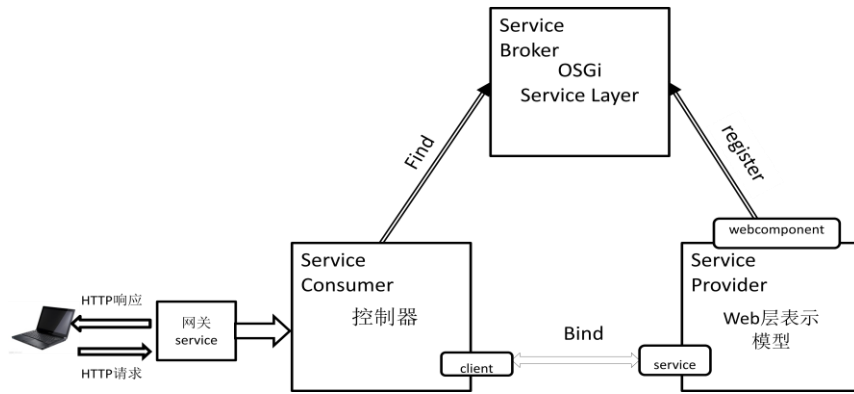 Service
Broker
OSGi
Service Layer
Find
register
webcomponent
Service
Consumer
控制器
Service
Provider
Web层表示
模型
HTTP响应
网关
service
HTTP请求
Bind
client
service